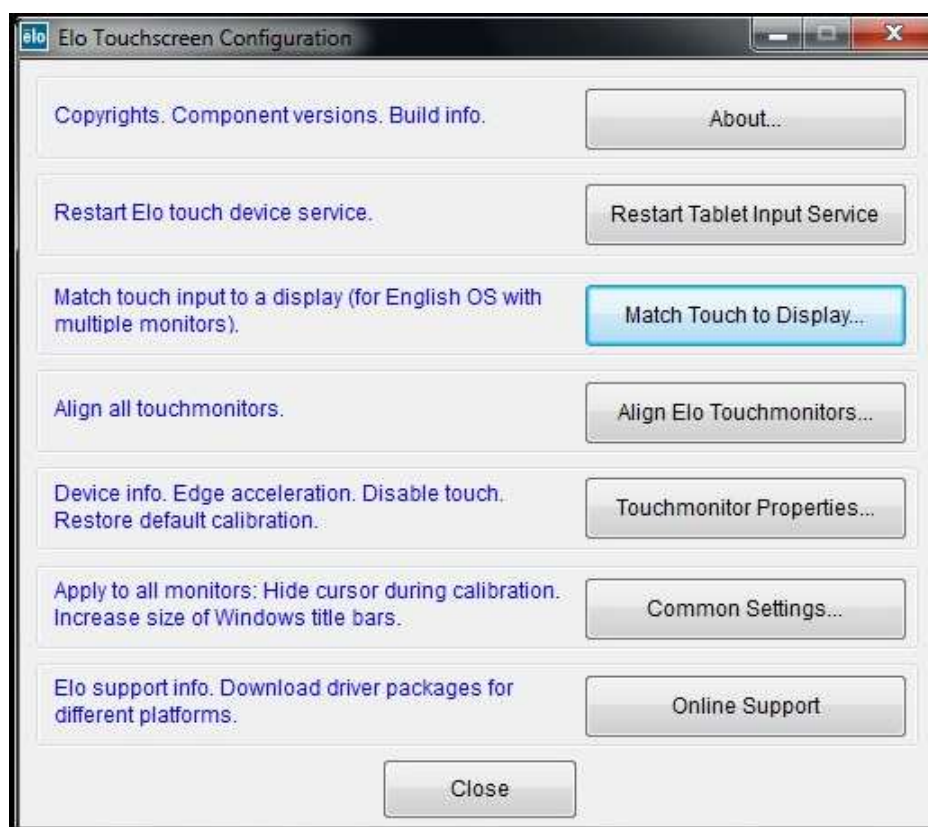 elo Elo Touchscreen Configuration
Copyrights. Component versions. Build info.
About...
Restart Elo touch device service.
Restart Tablet Input Service
Match touch input to a display (for English OS with
multiple monitors).
Match Touch to Display...
Align all touchmonitors.
Align Elo Touchmonitors...
Device info. Edge acceleration. Disable touch.
Restore default calibration.
Touchmonitor Properties...
Apply to all monitors: Hide cursor during calibration.
Increase size of Windows title bars.
Common Settings...
Elo support info. Download driver packages for
different platforms.
Online Support
Close